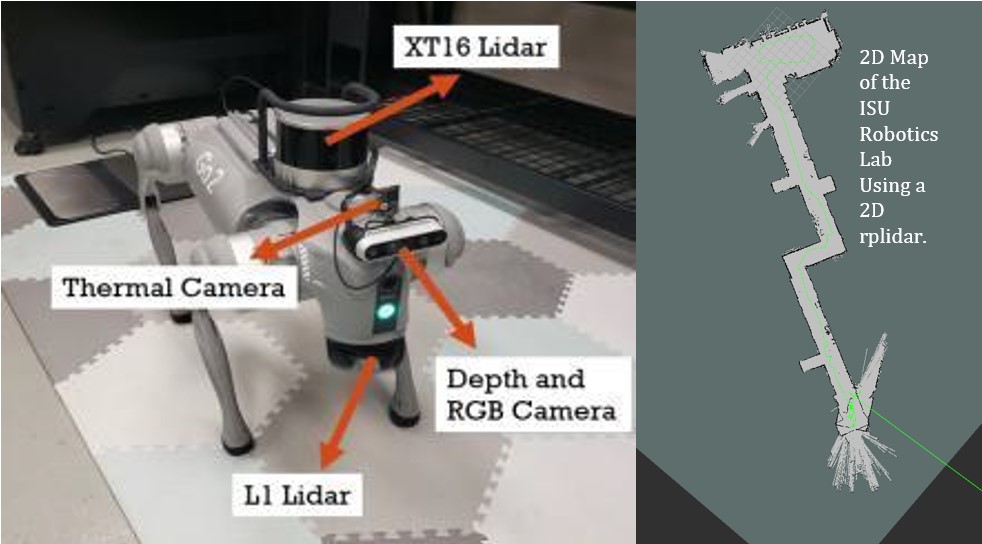 XT16 Lidar
Go2
Thermal Camera
Depth and
RGB Camera
L1 Lidar
2D Map
of the
ISU
Robotics
Lab
Using a
2D
rplidar.